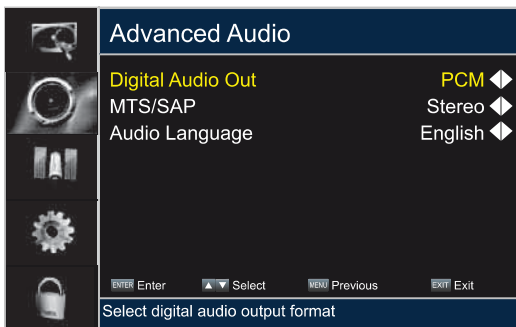 Advanced Audio
Digital Audio Out PCM
MTS/SAP Stereo
Audio Language English
ENTER Enter ▲ ▼ Select MENU Previous EXIT Exit
Select digital audio output format